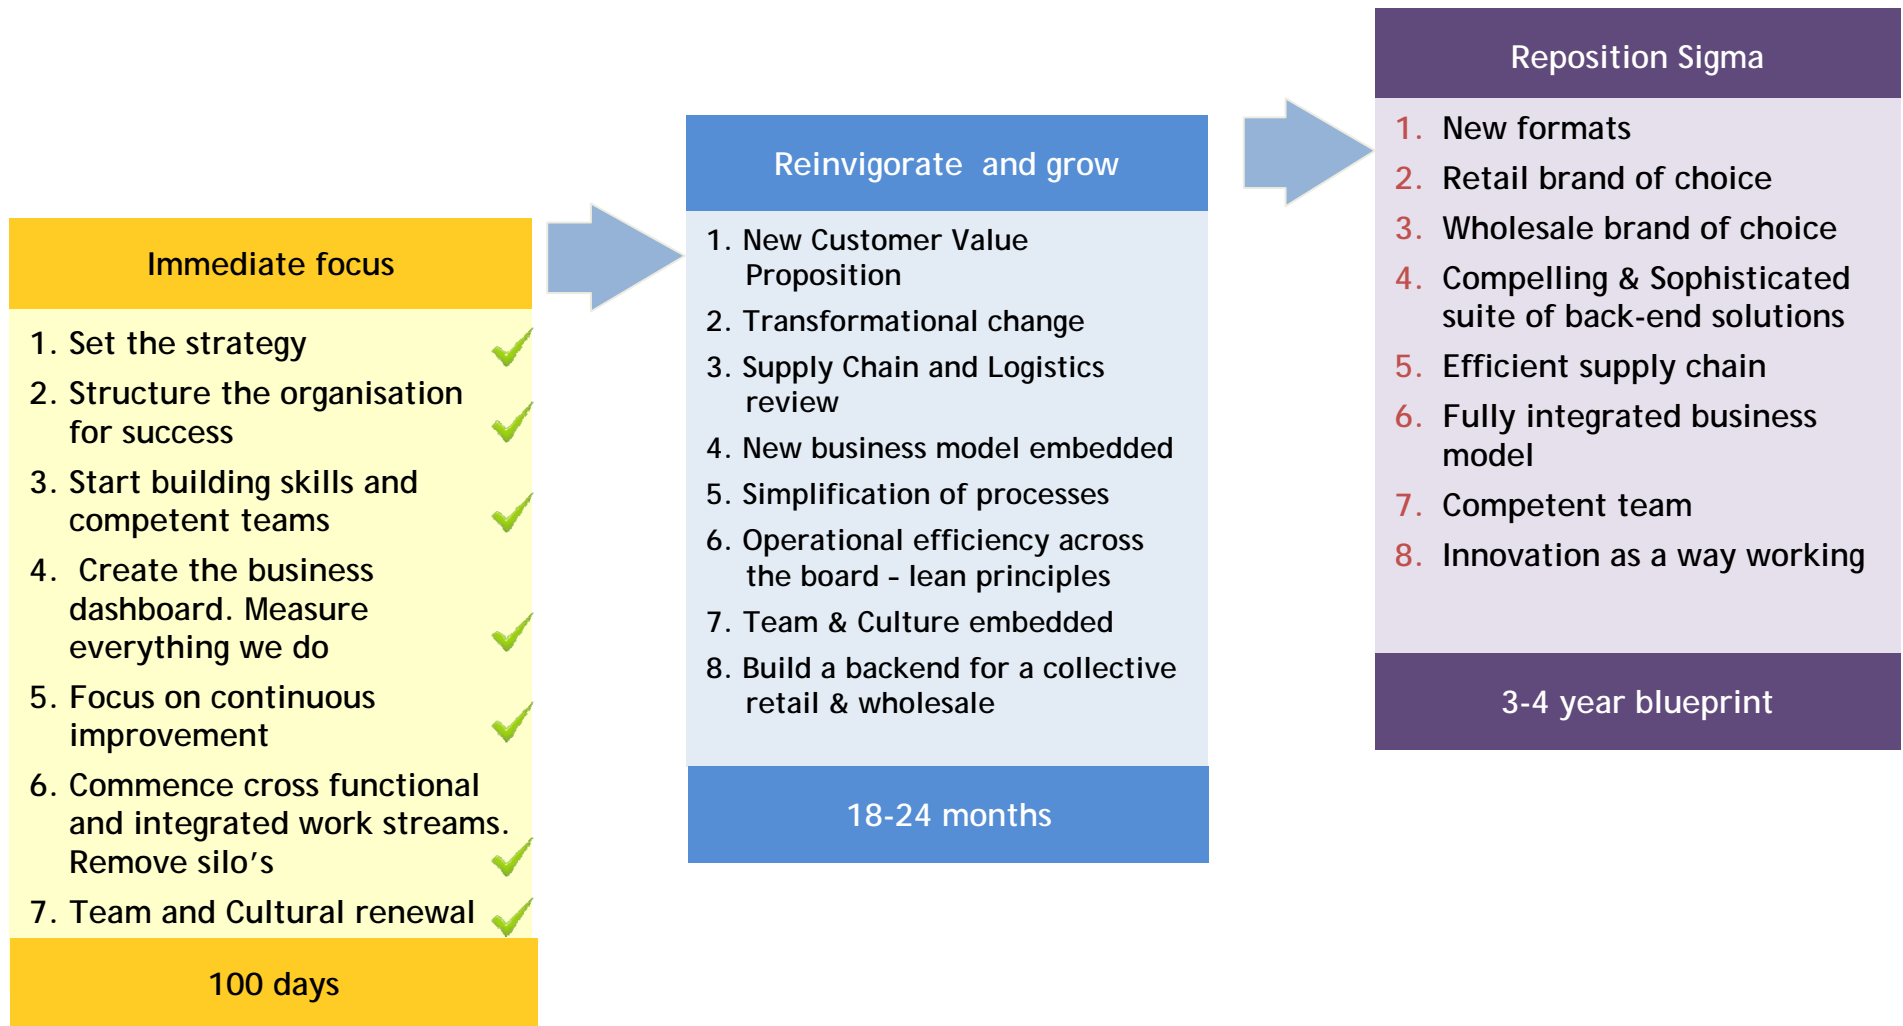 Immediate focus
1. Set the strategy
2. Structure the organisation
for success
3. Start building skills and
competent teams
4. Create the business
dashboard. Measure
everything we do
5. Focus on continuous
improvement
6. Commence cross functional
and integrated work streams.
Remove silo’s
7. Team and Cultural renewal
100 days
Reinvigorate and grow
1. New Customer Value
Proposition
2. Transformational change
3. Supply Chain and Logistics
review
4. New business model embedded
5. Simplification of processes
6. Operational efficiency across
the board – lean principles
7. Team & Culture embedded
8. Build a backend for a collective
retail & wholesale
18-24 months
Reposition Sigma
1. New formats
2. Retail brand of choice
3. Wholesale brand of choice
4. Compelling & Sophisticated
suite of back-end solutions
5. Efficient supply chain
6. Fully integrated business
model
7. Competent team
8. Innovation as a way working
3-4 year blueprint